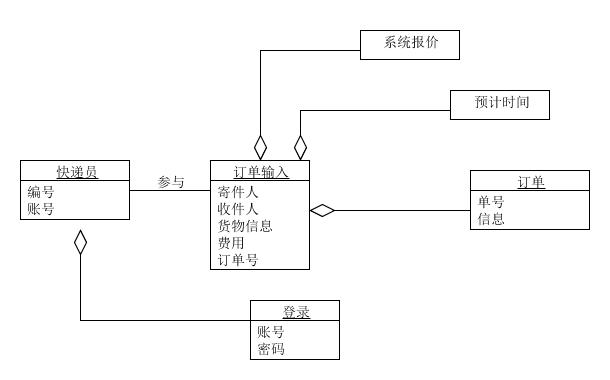 系统报价
预计时间
快递员
编号
账号
参与
订单输入
寄件人
收件人
货物信息
费用
订单号
订单
单号
信息
登录
账号
密码